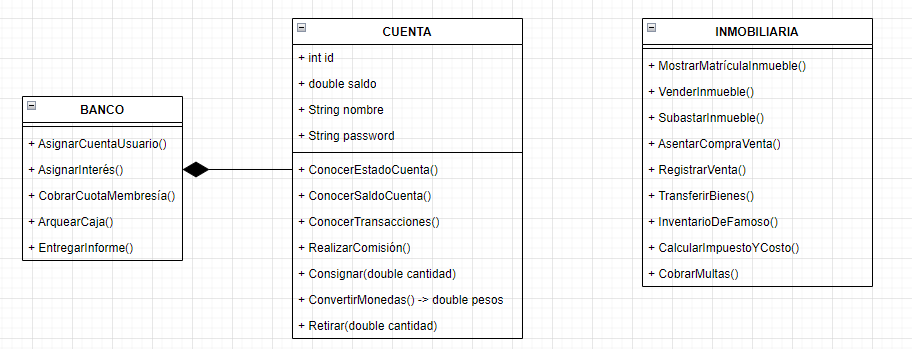 BANCO
+ AsignarCuentaUsuario()
+ AsignarInterés()
+ CobrarCuotaMembresía()
+ ArquearCaja()
+ EntregarInforme()
CUENTA
+ int id
+ double saldo
+ String nombre
+ String password
+ ConocerEstadoCuenta()
+ ConocerSaldoCuenta()
+ ConocerTransacciones()
+ RealizarComisión()
+ Consignar(double cantidad)
+ ConvertirMonedas() -> double pesos
+ Retirar(double cantidad)
INMOBILIARIA
+ MostrarMatrículaInmueble()
+ VenderInmueble()
+ SubastarInmueble()
+ AsentarCompraVenta()
+ RegistrarVenta()
+ TransferirBienes()
+ InventarioDeFamoso()
+ CalcularImpuestoYCosto()
+ CobrarMultas()